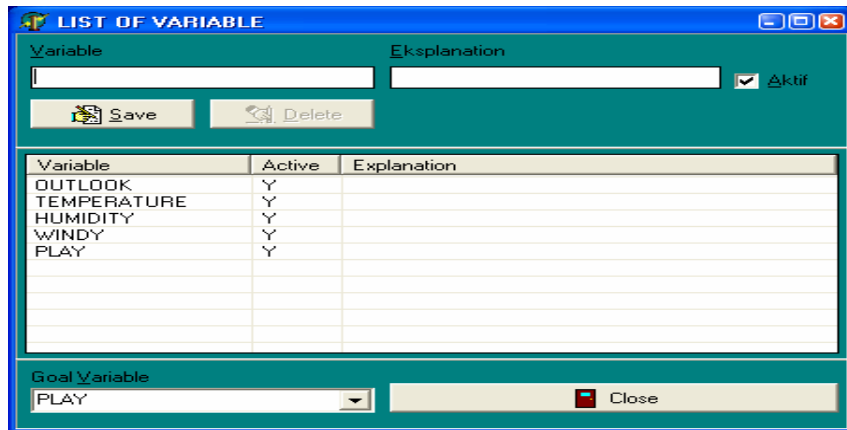 LIST OF VARIABLE
Variable Eksplanation
Aktif
Save Delete
Variable Active Explanation
OUTLOOK Y
TEMPERATURE Y
HUMIDITY Y
WINDY Y
PLAY Y
Goal Variable
PLAY Close